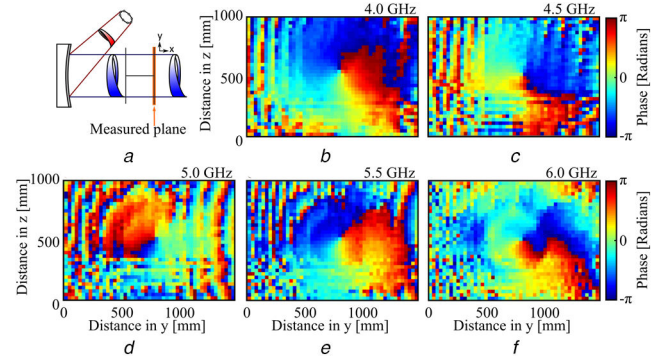 y
x
Measured plane
a
4.0 GHz
Distance in z [mm]
1000
500
0
b
4.5 GHz
c
π
0
-π
Phase [Radians]
5.0 GHz
Distance in z [mm]
1000
500
0
0 500 1000
Distance in y [mm]
d
5.5 GHz
0 500 1000
Distance in y [mm]
e
6.0 GHz
0 500 1000
Distance in y [mm]
f
π
0
-π
Phase [Radians]